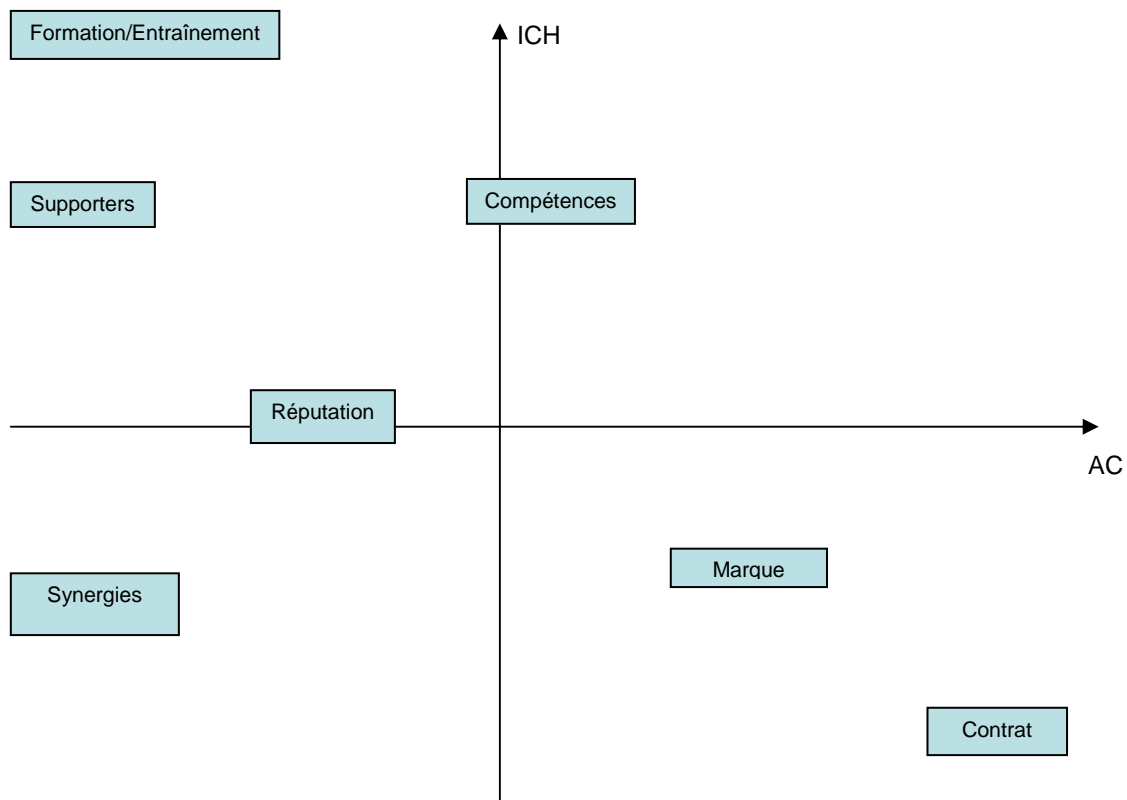 Formation/Entraînement
ICH
Supporters
Compétences
Réputation
AC
Marque
Synergies
Contrat